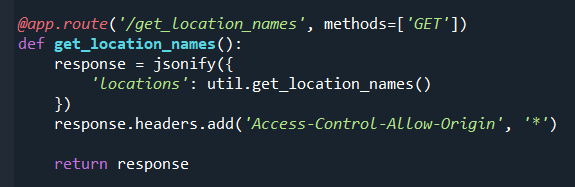 @app.route('/get_location_names', methods=['GET'])
def get_location_names():
    response = jsonify({
        'locations': util.get_location_names()
    })
    response.headers.add('Access-Control-Allow-Origin', '*')

    return response